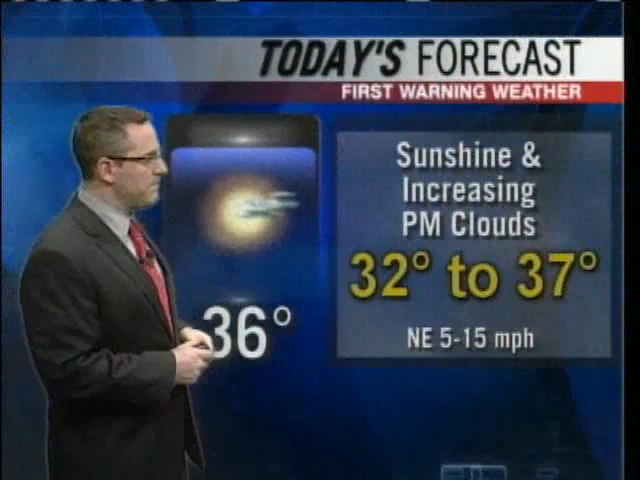 TODAY'S FORECAST
FIRST WARNING WEATHER
Sunshine &
Increasing
PM Clouds
32° to 37°
36°
NE 5-15 mph